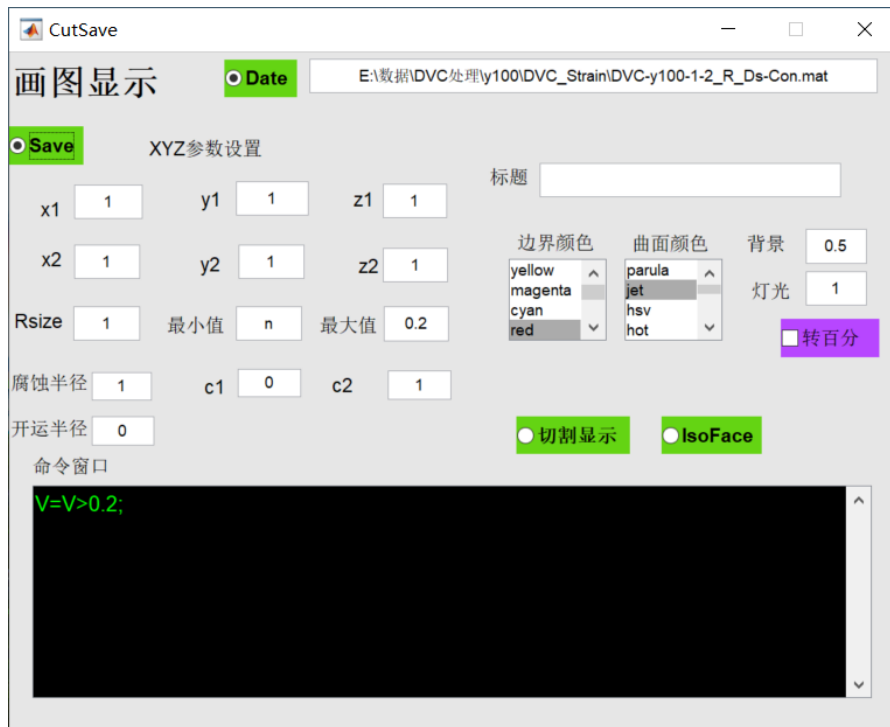 CutSave
画图显示
Date
E:\数据\DVC处理\y100\DVC_Strain\DVC-y100-1-2_R_Ds-Con.mat
Save
XYZ参数设置
标题
x1 1 y1 1 z1 1
x2 1 y2 1 z2 1
Rsize 1 最小值 n 最大值 0.2
腐蚀半径 1 c1 0 c2 1
开运半径 0
边界颜色
yellow
magenta
cyan
red
曲面颜色
parula
jet
hsv
hot
背景 0.5
灯光 1
转百分
切割显示
IsoFace
命令窗口
V=V>0.2;